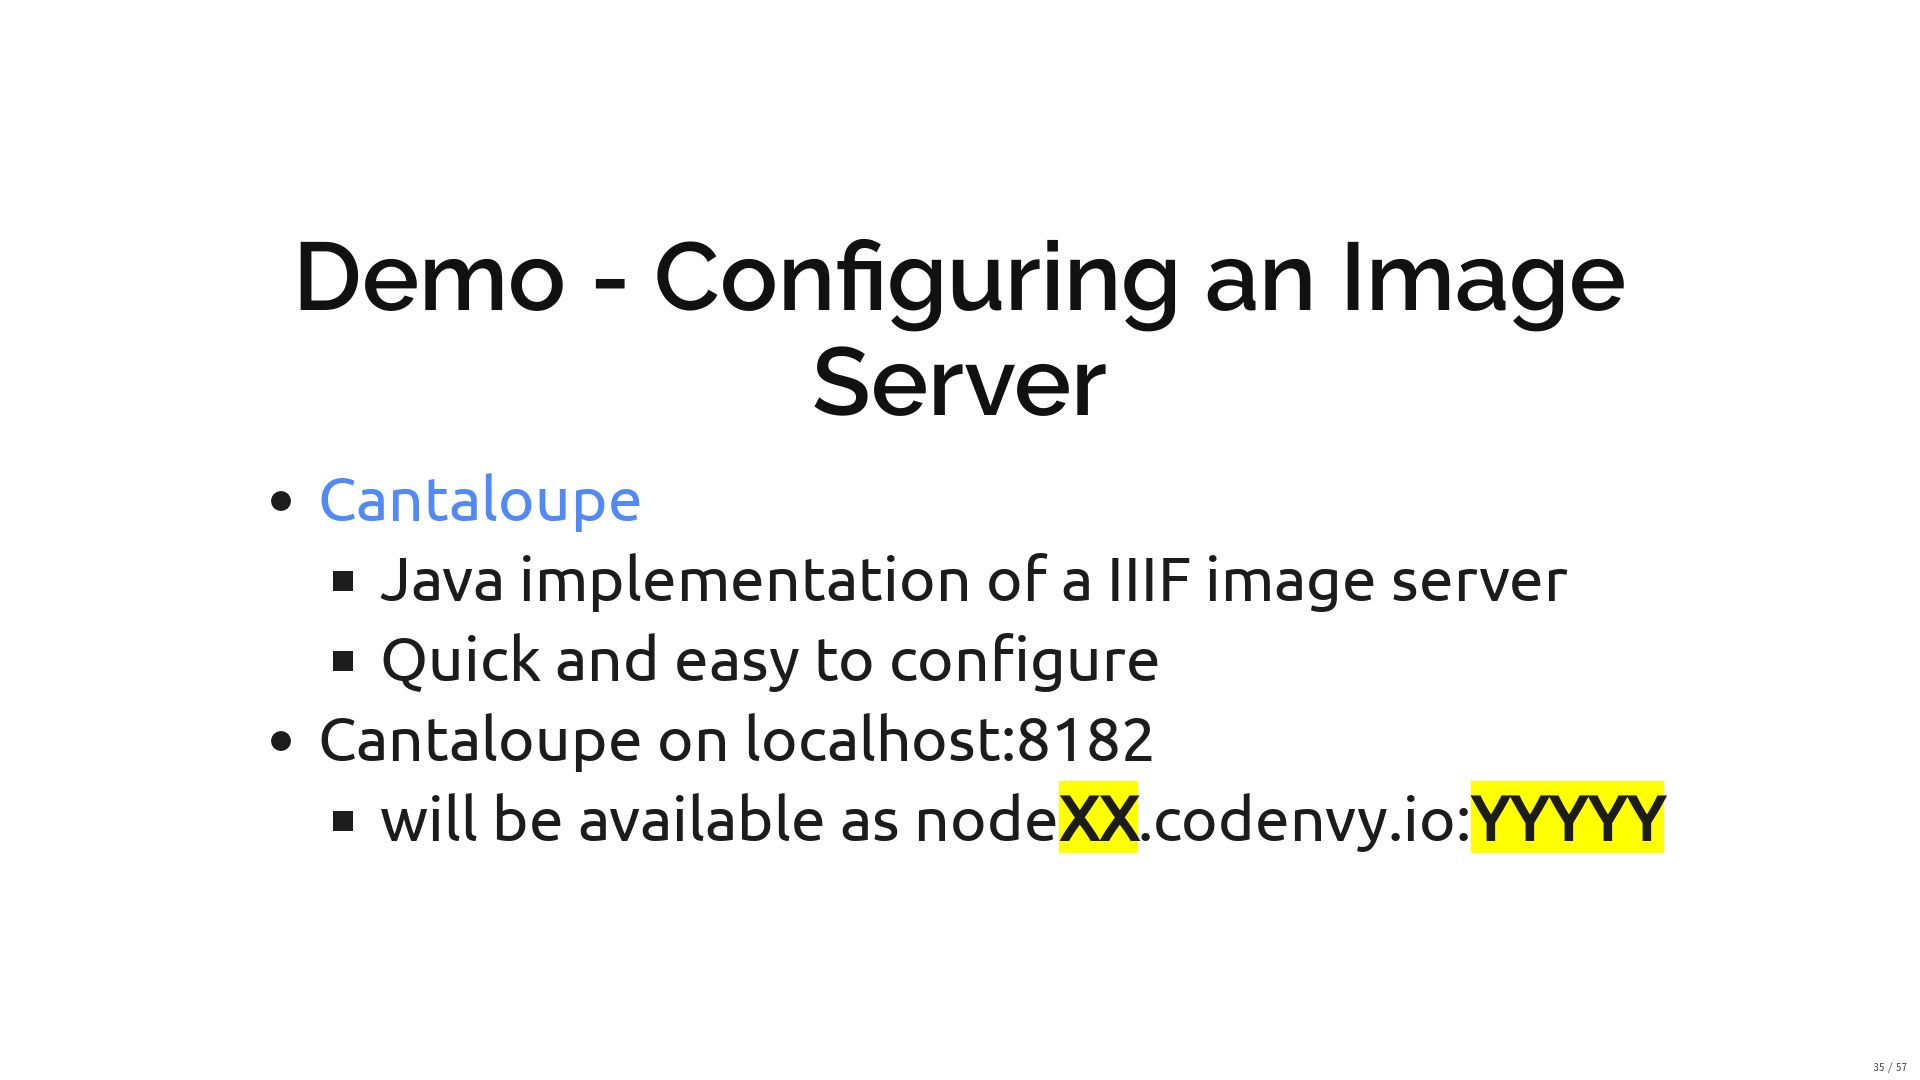 Demo - Configuring an Image
Server
• Cantaloupe
▪ Java implementation of a IIIF image server
▪ Quick and easy to configure
• Cantaloupe on localhost:8182
▪ will be available as nodeXX.codenvy.io:YYYYY
35 / 57